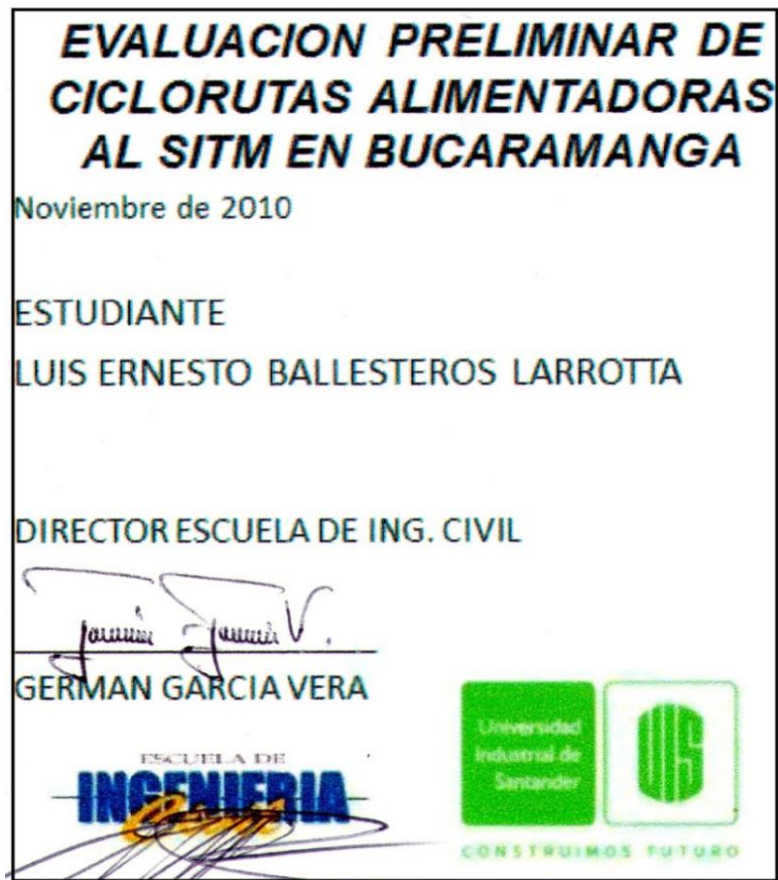 EVALUACION PRELIMINAR DE
CICLORUTAS ALIMENTADORAS
AL SITM EN BUCARAMANGA
Noviembre de 2010
ESTUDIANTE
LUIS ERNESTO BALLESTEROS LARROTTA
DIRECTOR ESCUELA DE ING. CIVIL
GERMAN GARCIA VERA
ESCUELA DE
INGENIERIA
Civil
Universidad
Industrial de
Santander
UIS
CONSTRUIMOS FUTURO